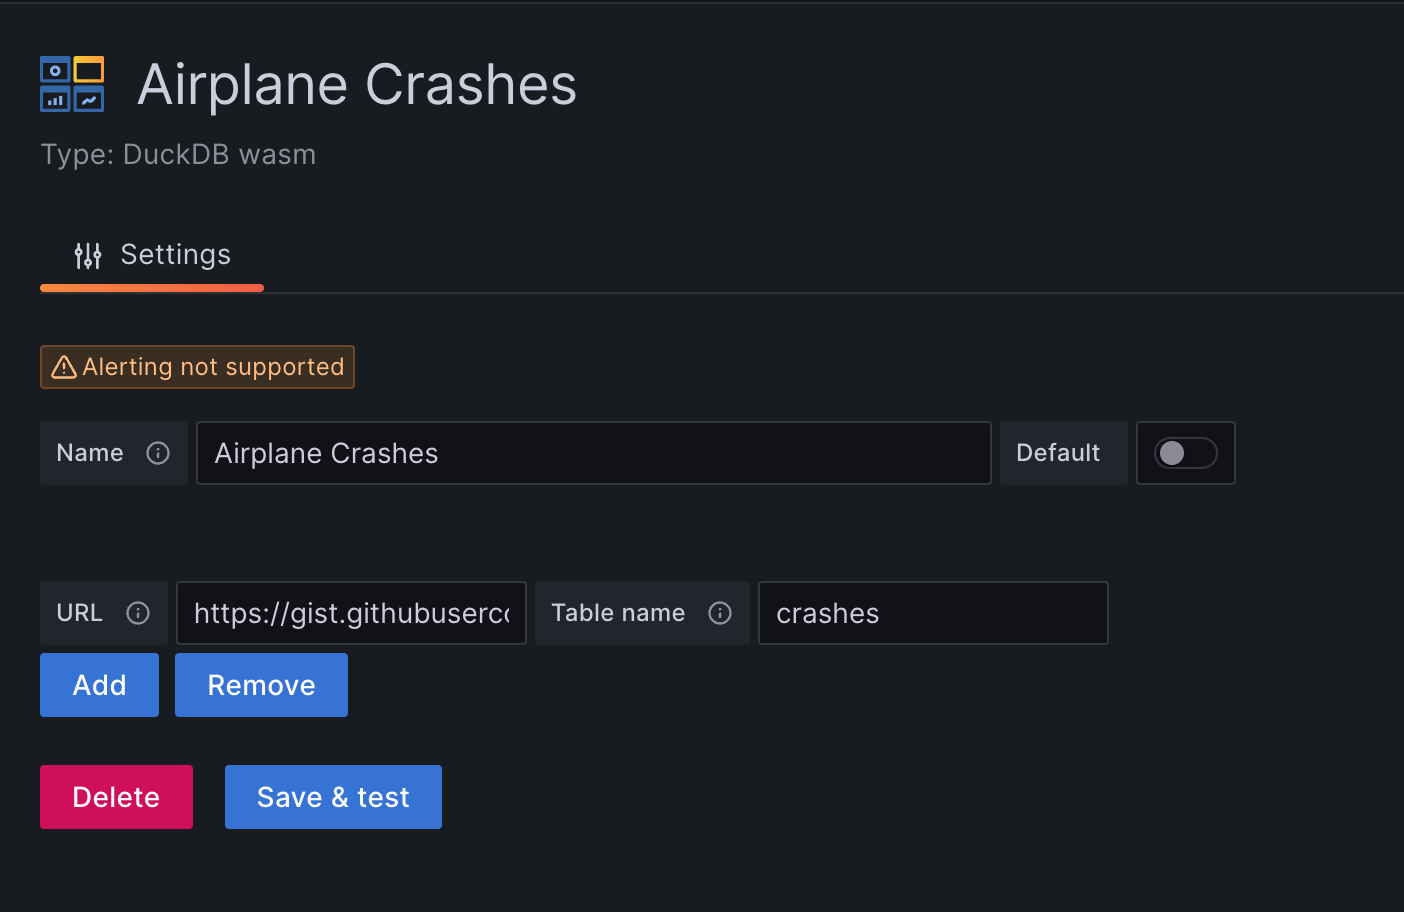 Airplane Crashes
Type: DuckDB wasm
Settings
Alerting not supported
Name Airplane Crashes Default
URL https://gist.githubuserc Table name crashes
Add Remove
Delete Save & test